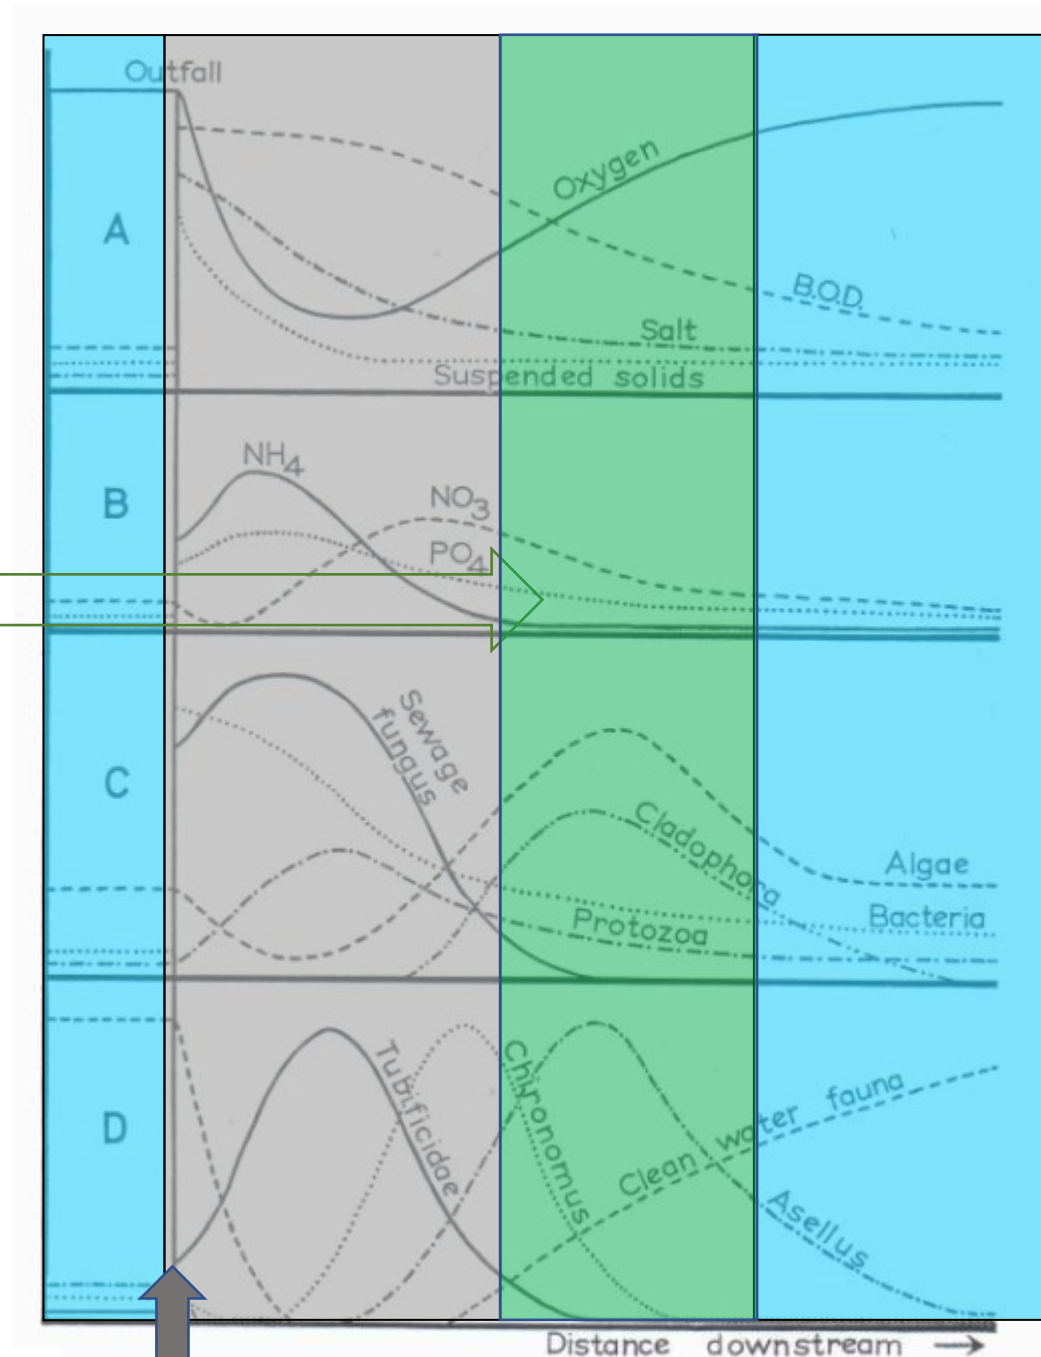 Outfall
Oxygen
A
B.O.D.
Salt
Suspended solids
NH4
B
NO3
PO4
Sewage
fungus
C
Cladophora
Algae
Bacteria
Protozoa
Tubificidae
Chironomus
D
Clean water fauna
Asellus
Distance downstream